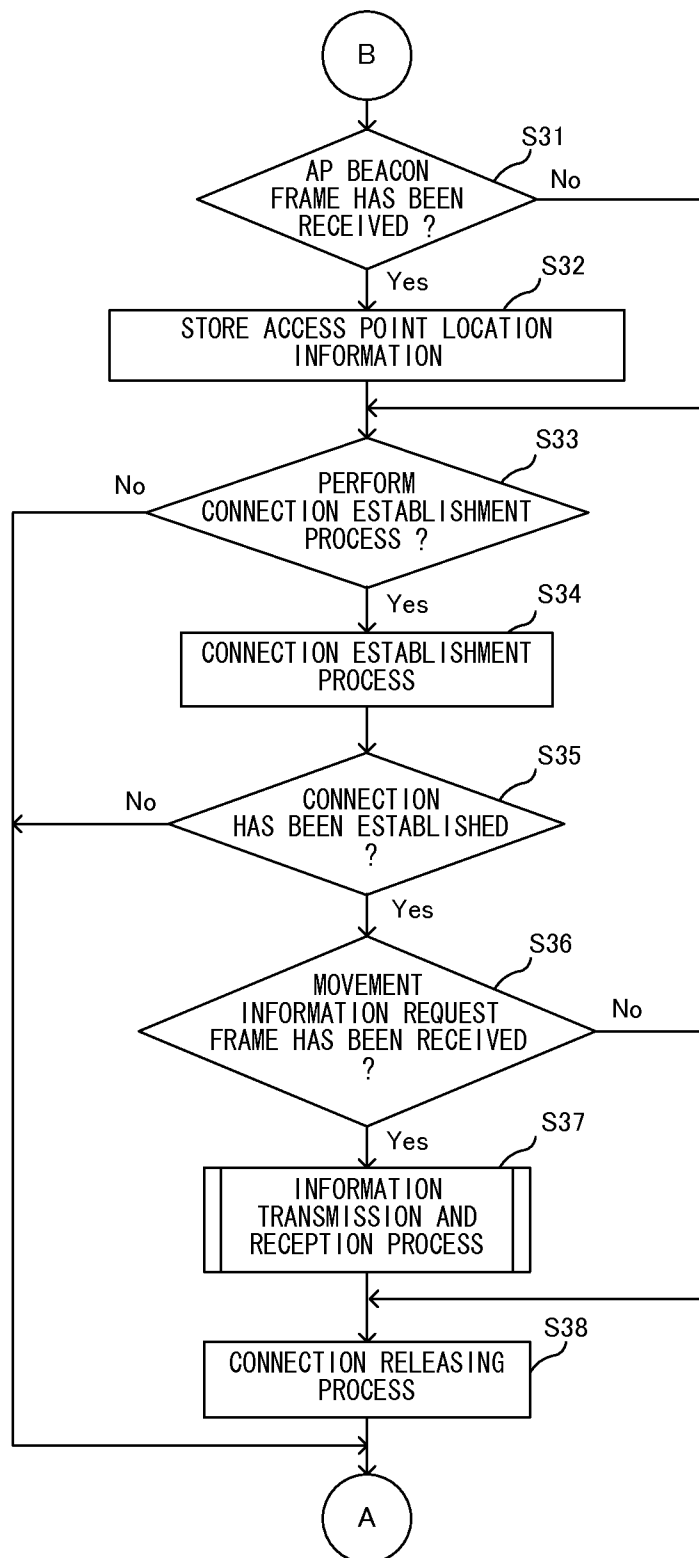 B
S31
AP BEACON
FRAME HAS BEEN
RECEIVED ?
No
Yes
S32
STORE ACCESS POINT LOCATION
INFORMATION
S33
No
PERFORM
CONNECTION ESTABLISHMENT
PROCESS ?
Yes
S34
CONNECTION ESTABLISHMENT
PROCESS
S35
No
CONNECTION
HAS BEEN ESTABLISHED
?
Yes
S36
MOVEMENT
INFORMATION REQUEST
FRAME HAS BEEN RECEIVED
?
No
Yes
S37
INFORMATION
TRANSMISSION AND
RECEPTION PROCESS
S38
CONNECTION RELEASING
PROCESS
A